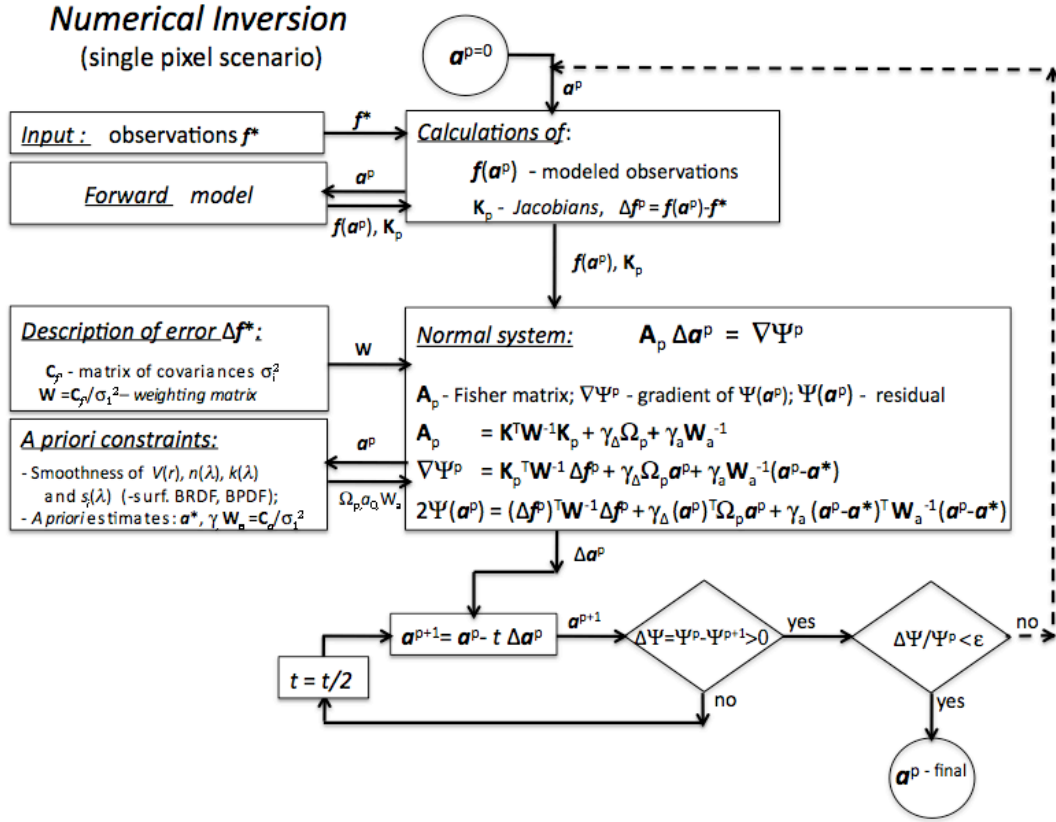 Numerical Inversion
(single pixel scenario)
a^{p=0}
a^p
Input : observations f*
f*
Calculations of:
f(a^p) - modeled observations
K_p - Jacobians, Δf^p = f(a^p)-f*
Forward model
a^p
f(a^p), K_p
f(a^p), K_p
Description of error Δf*:
C_f* - matrix of covariances σ_i^2
W =C_f*/σ_1^2 – weighting matrix
W
Normal system: A_p Δa^p = ∇Ψ^p
A_p - Fisher matrix; ∇Ψ^p - gradient of Ψ(a^p); Ψ(a^p) - residual
A_p = K^T W^{-1} K_p + γ_Δ Ω_p + γ_a W_a^{-1}
∇Ψ^p = K_p^T W^{-1} Δf^p + γ_Δ Ω_p a^p + γ_a W_a^{-1}(a^p-a*)
2Ψ(a^p) = (Δf^p)^T W^{-1} Δf^p + γ_Δ (a^p)^T Ω_p a^p + γ_a (a^p-a*)^T W_a^{-1}(a^p-a*)
A priori constraints:
- Smoothness of V(r), n(λ), k(λ)
and s_i(λ) (-surf. BRDF, BPDF);
- A priori estimates: a*, γ, W_a =C_a/σ_1^2
a^p
Ω_p, a_0, W_a
Δa^p
a^{p+1} = a^p - t Δa^p
a^{p+1}
ΔΨ=Ψ^p-Ψ^{p+1}>0
yes
ΔΨ/Ψ^p<ε
no
t = t/2
no
yes
a^{p - final}